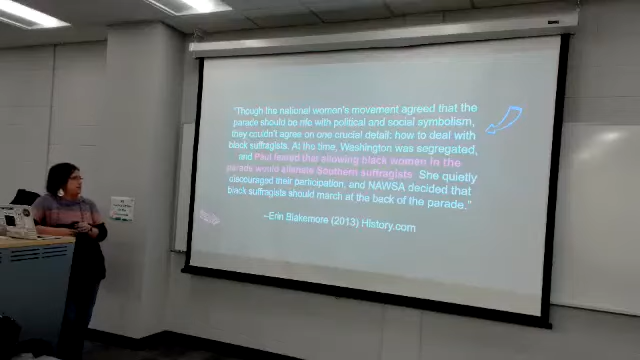 "Though the national women's movement agreed that the
parade should be rife with political and social symbolism,
they couldn't agree on one crucial detail: how to deal with
black suffragists. At the time, Washington was segregated,
and Paul feared that allowing black women in the
parade would alienate Southern suffragists. She quietly
discouraged their participation, and NAWSA decided that
black suffragists should march at the back of the parade."
--Erin Blakemore (2013) History.com